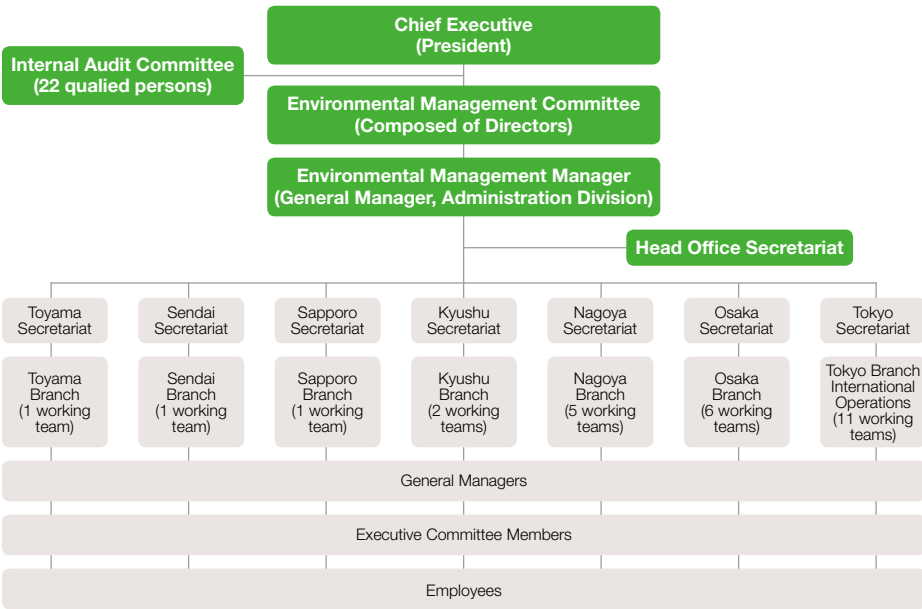 Chief Executive
(President)
Internal Audit Committee
(22 qualied persons)
Environmental Management Committee
(Composed of Directors)
Environmental Management Manager
(General Manager, Administration Division)
Head Office Secretariat
Toyama
Secretariat
Sendai
Secretariat
Sapporo
Secretariat
Kyushu
Secretariat
Nagoya
Secretariat
Osaka
Secretariat
Tokyo
Secretariat
Toyama
Branch
(1 working
team)
Sendai
Branch
(1 working
team)
Sapporo
Branch
(1 working
team)
Kyushu
Branch
(2 working
teams)
Nagoya
Branch
(5 working
teams)
Osaka
Branch
(6 working
teams)
Tokyo Branch
International
Operations
(11 working
teams)
General Managers
Executive Committee Members
Employees